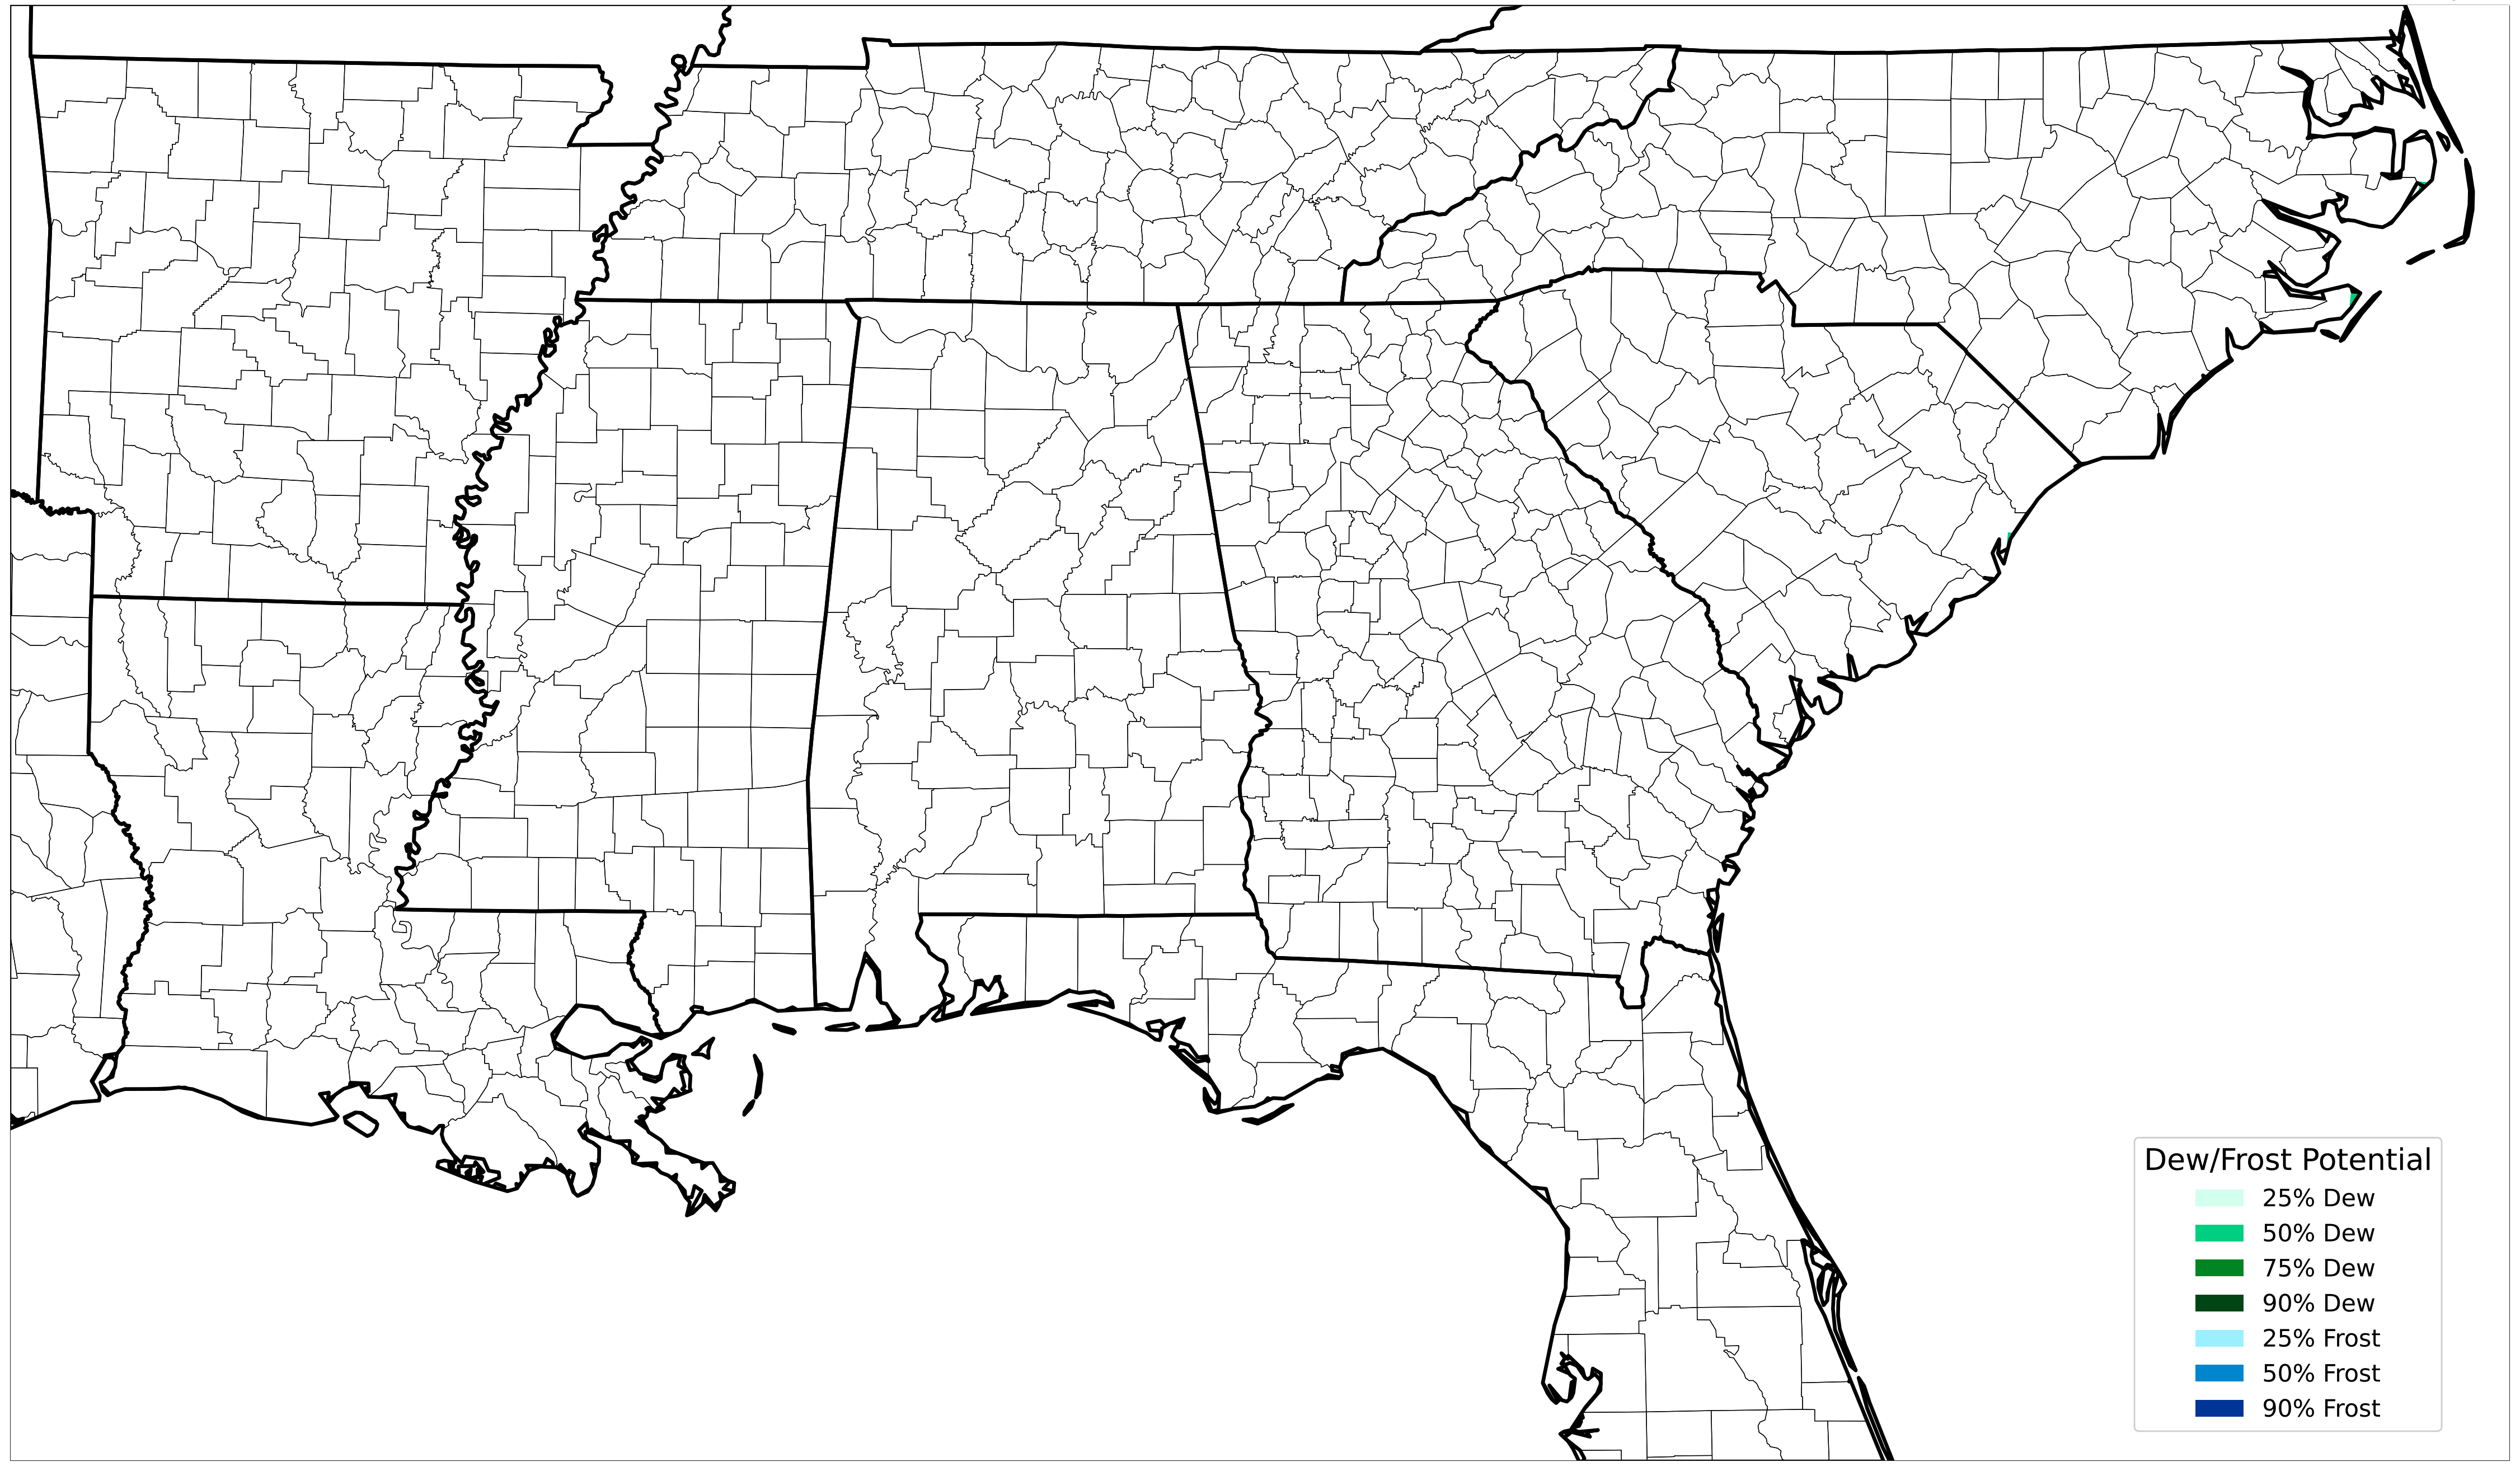 Dew/Frost Potential
25% Dew
50% Dew
75% Dew
90% Dew
25% Frost
50% Frost
90% Frost